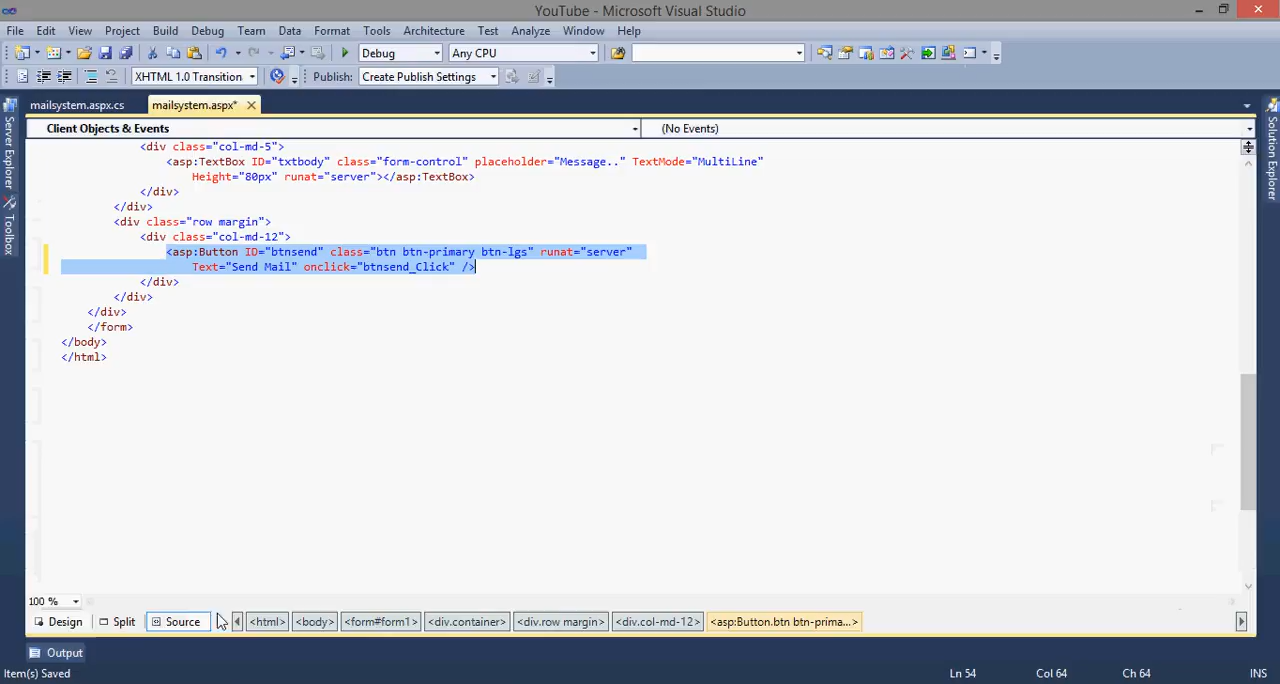 YouTube - Microsoft Visual Studio
File Edit View Project Build Debug Team Data Format Tools Architecture Test Analyze Window Help
Debug Any CPU
XHTML 1.0 Transition Publish: Create Publish Settings
mailsystem.aspx.cs mailsystem.aspx*
Client Objects & Events (No Events)
Server Explorer
Toolbox
Solution Explorer
<div class="col-md-5">
<asp:TextBox ID="txtbody" class="form-control" placeholder="Message.." TextMode="MultiLine"
Height="80px" runat="server"></asp:TextBox>
</div>
</div>
<div class="row margin">
<div class="col-md-12">
<asp:Button ID="btnsend" class="btn btn-primary btn-lgs" runat="server"
Text="Send Mail" onclick="btnsend_Click" />
</div>
</div>
</div>
</form>
</body>
</html>
100 %
Design Split Source <html> <body> <form#form1> <div.container> <div.row margin> <div.col-md-12> <asp:Button.btn btn-prima...>
Output
Item(s) Saved Ln 54 Col 64 Ch 64 INS